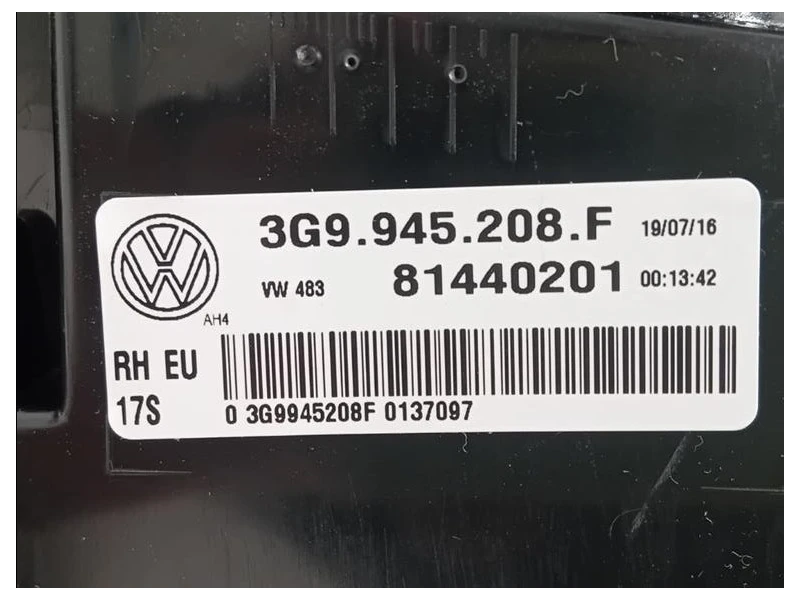 3G9.945.208.F 19/07/16
VW 483 81440201 00:13:42
AH4
RH EU
17S
0 3G9945208F 0137097